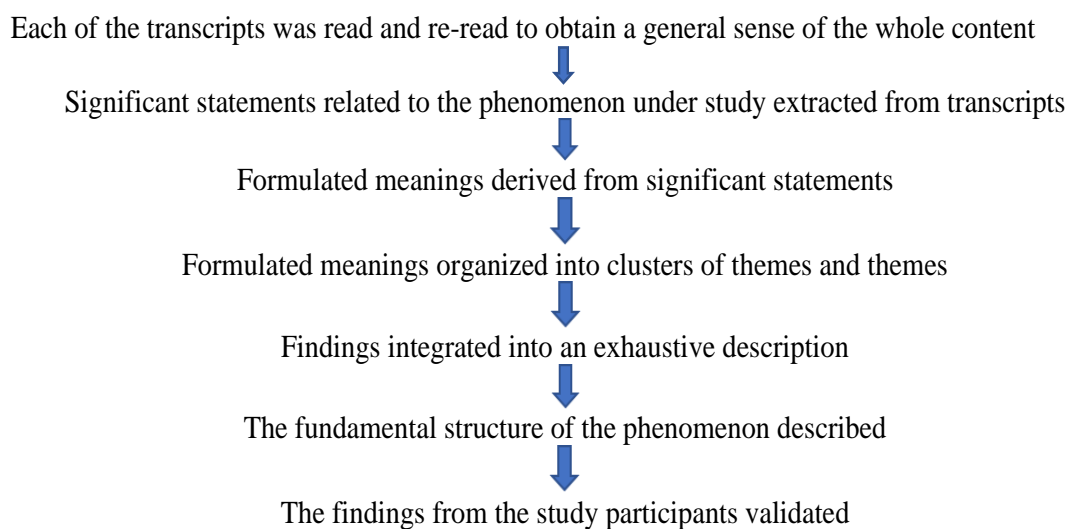 Each of the transcripts was read and re-read to obtain a general sense of the whole content
Significant statements related to the phenomenon under study extracted from transcripts
Formulated meanings derived from significant statements
Formulated meanings organized into clusters of themes and themes
Findings integrated into an exhaustive description
The fundamental structure of the phenomenon described
The findings from the study participants validated